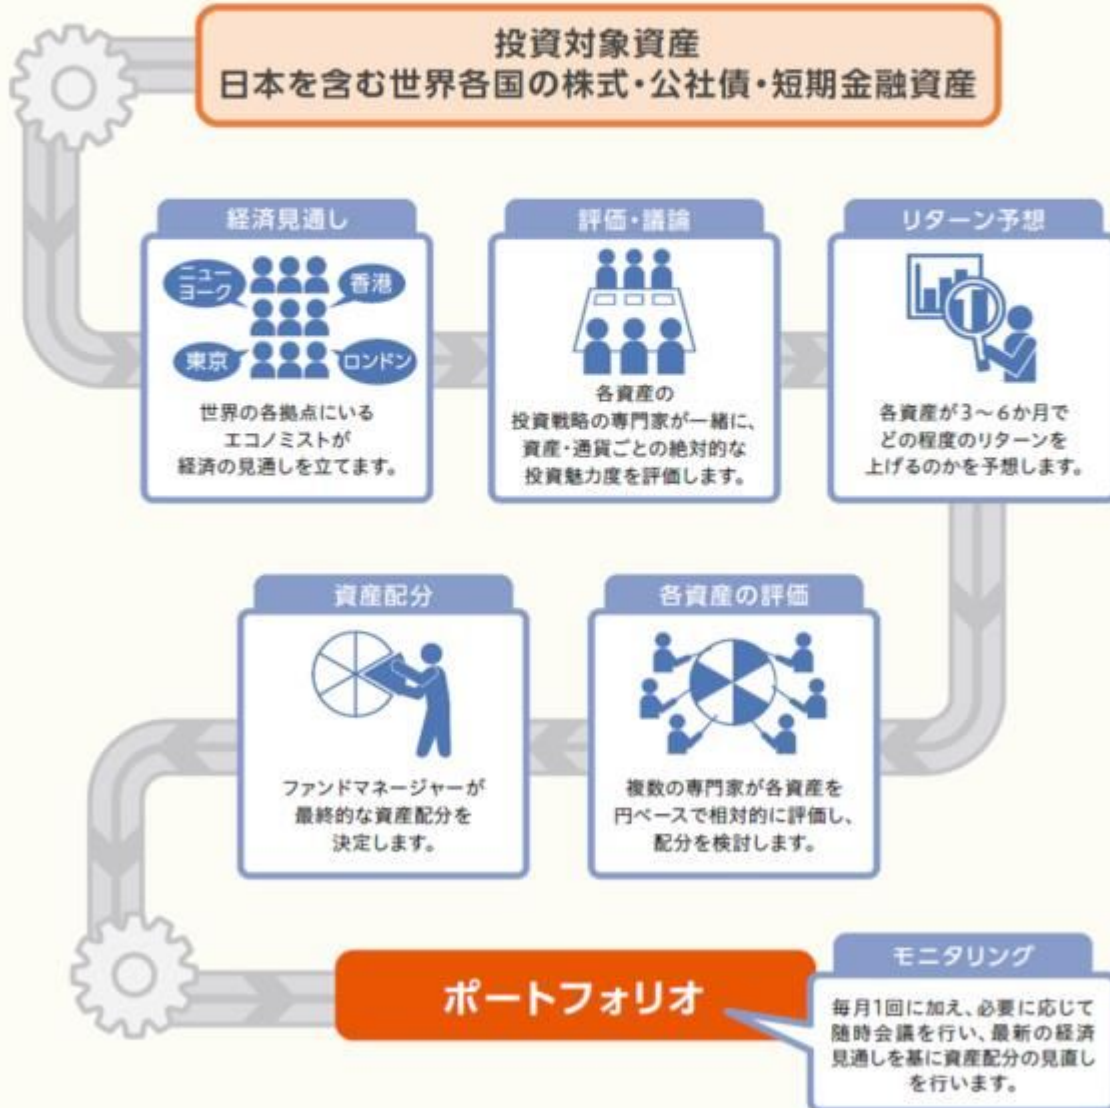 投資対象資産
日本を含む世界各国の株式・公社債・短期金融資産
経済見通し
ニュー
ヨーク
香港
東京
ロンドン
世界の各拠点にいる
エコノミストが
経済の見通しを立てます。
評価・議論
各資産の
投資戦略の専門家が一緒に、
資産・通貨ごとの絶対的な
投資魅力度を評価します。
リターン予想
各資産が3～6か月で
どの程度のリターンを
上げるのかを予想します。
資産配分
ファンドマネージャーが
最終的な資産配分を
決定します。
各資産の評価
複数の専門家が各資産を
円ベースで相対的に評価し、
配分を検討します。
ポートフォリオ
モニタリング
毎月1回に加え、必要に応じて
随時会議を行い、最新の経済
見通しを基に資産配分の見直し
を行います。